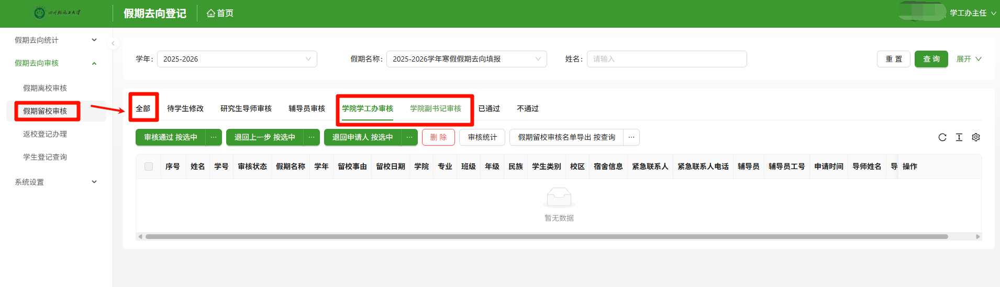 四川轻化工大学
假期去向登记
首页
学工办主任
假期去向统计
假期去向审核
假期离校审核
假期留校审核
返校登记办理
学生登记查询
系统设置
学年: 2025-2026 假期名称: 2025-2026学年寒假假期去向填报 姓名: 请输入 重 置 查 询 展开
全部 待学生修改 研究生导师审核 辅导员审核 学院学工办审核 学院副书记审核 已通过 不通过
审核通过 按选中 ··· 退回上一步 按选中 ··· 退回申请人 按选中 ··· 删 除 审核统计 假期留校审核名单导出 按查询 ···
序号 姓名 学号 审核状态 假期名称 学年 留校事由 留校日期 学院 专业 班级 年级 民族 学生类别 校区 宿舍信息 紧急联系人 紧急联系人电话 辅导员 辅导员工号 申请时间 导师姓名 导 操作
暂无数据